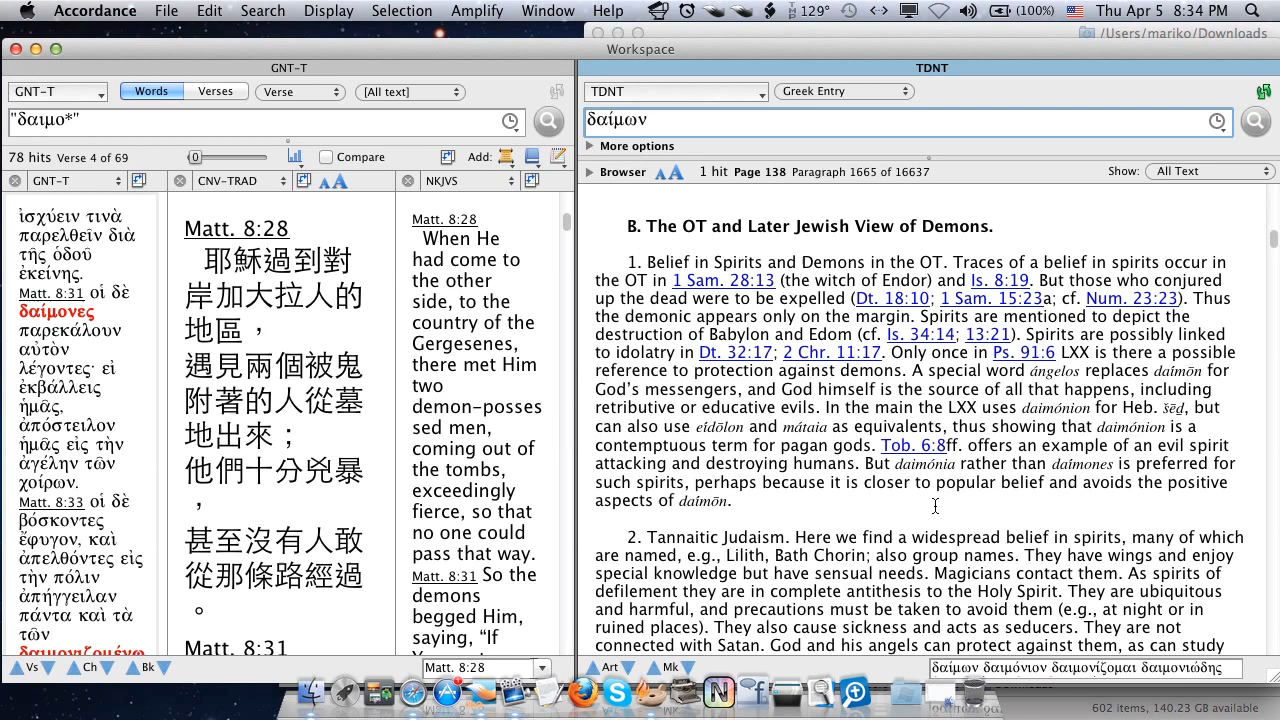 Accordance File Edit Search Display Selection Amplify Window Help 129° (100%) Thu Apr 5 8:34 PM
/Users/mariko/Downloads
Workspace
GNT-T
GNT-T Words Verses Verse [All text]
"δαιμο*"
78 hits Verse 4 of 69 0 Compare Add:
GNT-T CNV-TRAD AA NKJVS
ἰσχύειν τινὰ
παρελθεῖν διὰ
τῆς ὁδοῦ
ἐκείνης.
Matt. 8:31 οἱ δὲ
δαίμονες
παρεκάλουν
αὐτὸν
λέγοντες· εἰ
ἐκβάλλεις
ἡμᾶς,
ἀπόστειλον
ἡμᾶς εἰς τὴν
ἀγέλην τῶν
χοίρων.
Matt. 8:33 οἱ δὲ
βόσκοντες
ἔφυγον, καὶ
ἀπελθόντες εἰς
τὴν πόλιν
ἀπήγγειλαν
πάντα καὶ τὰ
τῶν
δαιμονιζομένω
Matt. 8:28
耶穌過到對
岸加大拉人的
地區，
遇見兩個被鬼
附著的人從墓
地出來；
他們十分兇暴
，
甚至沒有人敢
從那條路經過
。
Matt. 8:31
Matt. 8:28
When He
had come to
the other
side, to the
country of the
Gergesenes,
there met Him
two
demon-posses
sed men,
coming out of
the tombs,
exceedingly
fierce, so that
no one could
pass that way.
Matt. 8:31 So the
demons
begged Him,
saying, “If
Vs Ch Bk Matt. 8:28
TDNT
TDNT Greek Entry
δαίμων
More options
Browser AA 1 hit Page 138 Paragraph 1665 of 16637 Show: All Text
B. The OT and Later Jewish View of Demons.
1. Belief in Spirits and Demons in the OT. Traces of a belief in spirits occur in
the OT in 1 Sam. 28:13 (the witch of Endor) and Is. 8:19. But those who conjured
up the dead were to be expelled (Dt. 18:10; 1 Sam. 15:23a; cf. Num. 23:23). Thus
the demonic appears only on the margin. Spirits are mentioned to depict the
destruction of Babylon and Edom (cf. Is. 34:14; 13:21). Spirits are possibly linked
to idolatry in Dt. 32:17; 2 Chr. 11:17. Only once in Ps. 91:6 LXX is there a possible
reference to protection against demons. A special word ángelos replaces daímōn for
God’s messengers, and God himself is the source of all that happens, including
retributive or educative evils. In the main the LXX uses daimónion for Heb. šēḏ, but
can also use eídōlon and mátaia as equivalents, thus showing that daimónion is a
contemptuous term for pagan gods. Tob. 6:8ff. offers an example of an evil spirit
attacking and destroying humans. But daimónia rather than daímones is preferred for
such spirits, perhaps because it is closer to popular belief and avoids the positive
aspects of daímōn.
2. Tannaitic Judaism. Here we find a widespread belief in spirits, many of which
are named, e.g., Lilith, Bath Chorin; also group names. They have wings and enjoy
special knowledge but have sensual needs. Magicians contact them. As spirits of
defilement they are in complete antithesis to the Holy Spirit. They are ubiquitous
and harmful, and precautions must be taken to avoid them (e.g., at night or in
ruined places). They also cause sickness and acts as seducers. They are not
connected with Satan. God and his angels can protect against them, as can study
Art Mk δαίμων δαιμόνιον δαιμονίζομαι δαιμονιώδης
602 items, 140.23 GB available